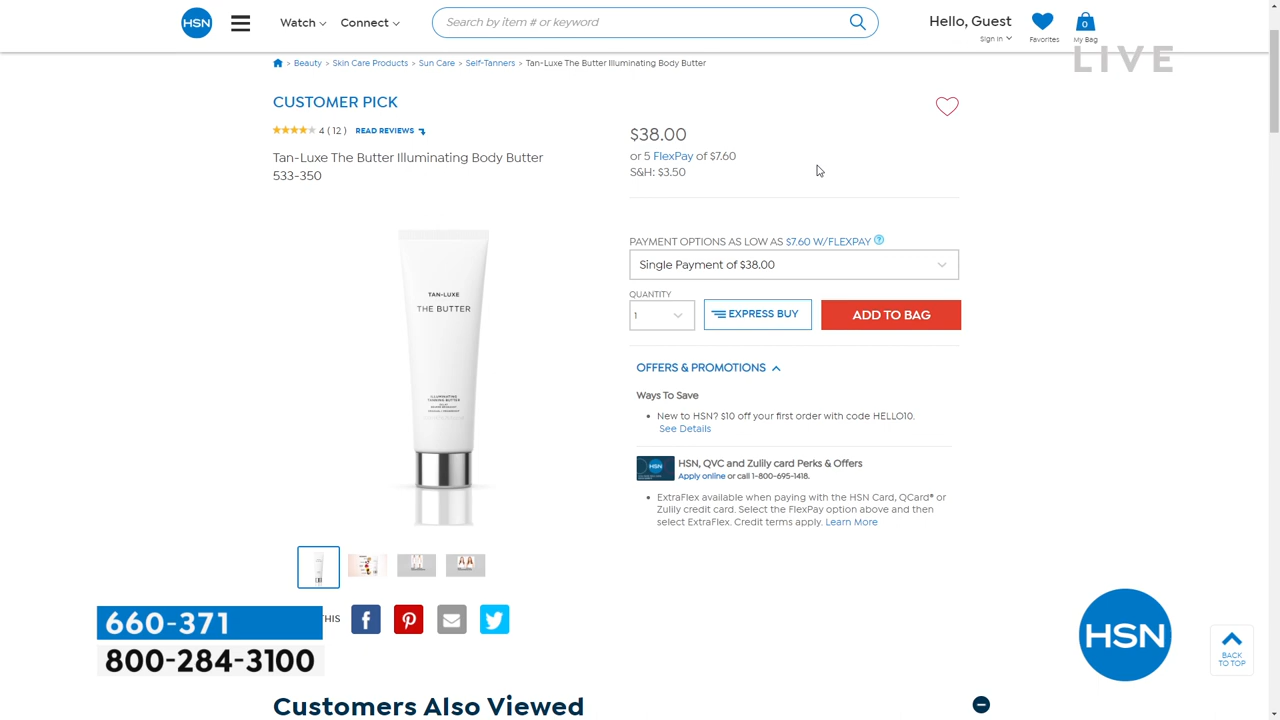 HSN
Watch
Connect
Search by item # or keyword
Hello, Guest
Sign In
Favorites
0
My Bag
LIVE
> Beauty > Skin Care Products > Sun Care > Self-Tanners > Tan-Luxe The Butter Illuminating Body Butter
CUSTOMER PICK
4 ( 12 ) READ REVIEWS
Tan-Luxe The Butter Illuminating Body Butter
533-350
$38.00
or 5 FlexPay of $7.60
S&H: $3.50
PAYMENT OPTIONS AS LOW AS $7.60 W/FLEXPAY ?
Single Payment of $38.00
QUANTITY
1
EXPRESS BUY
ADD TO BAG
OFFERS & PROMOTIONS
Ways To Save
• New to HSN? $10 off your first order with code HELLO10.
See Details
HSN
HSN, QVC and Zulily card Perks & Offers
Apply online or call 1-800-695-1418.
• ExtraFlex available when paying with the HSN Card, QCard® or
Zulily credit card. Select the FlexPay option above and then
select ExtraFlex. Credit terms apply. Learn More
TAN-LUXE
THE BUTTER
ILLUMINATING
TANNING BUTTER
THIS
660-371
800-284-3100
HSN
BACK
TO TOP
Customers Also Viewed